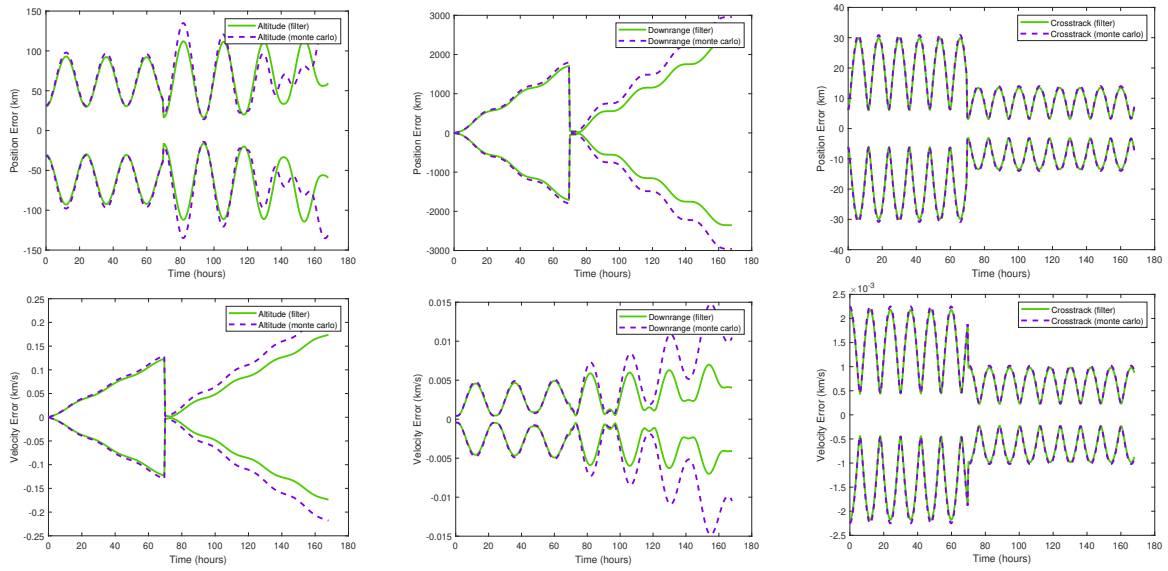 150
100
50
0
-50
-100
-150
0 20 40 60 80 100 120 140 160 180
Time (hours)
Position Error (km)
Altitude (filter)
Altitude (monte carlo)
3000
2000
1000
0
-1000
-2000
-3000
0 20 40 60 80 100 120 140 160 180
Time (hours)
Position Error (km)
Downrange (filter)
Downrange (monte carlo)
40
30
20
10
0
-10
-20
-30
-40
0 20 40 60 80 100 120 140 160 180
Time (hours)
Position Error (km)
Crosstrack (filter)
Crosstrack (monte carlo)
0.25
0.2
0.15
0.1
0.05
0
-0.05
-0.1
-0.15
-0.2
-0.25
0 20 40 60 80 100 120 140 160 180
Time (hours)
Velocity Error (km/s)
Altitude (filter)
Altitude (monte carlo)
0.015
0.01
0.005
0
-0.005
-0.01
-0.015
0 20 40 60 80 100 120 140 160 180
Time (hours)
Velocity Error (km/s)
Downrange (filter)
Downrange (monte carlo)
×10⁻³
2.5
2
1.5
1
0.5
0
-0.5
-1
-1.5
-2
-2.5
0 20 40 60 80 100 120 140 160 180
Time (hours)
Velocity Error (km/s)
Crosstrack (filter)
Crosstrack (monte carlo)